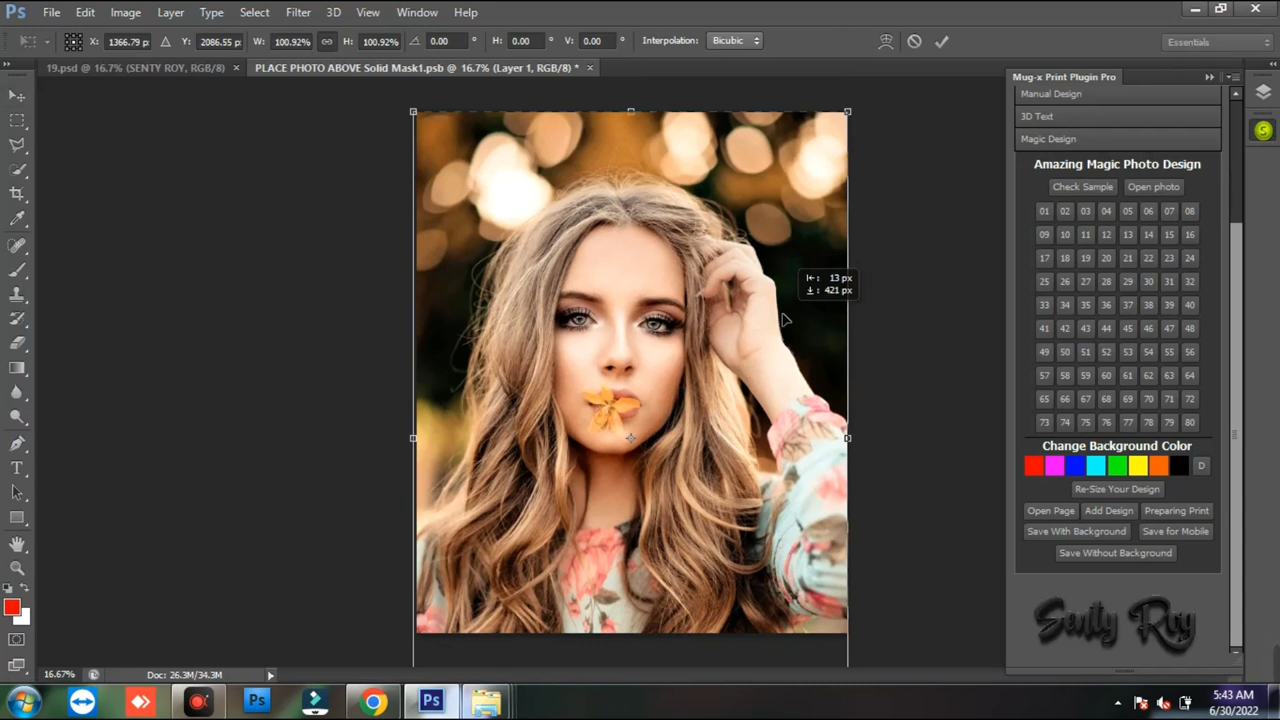 Ps File Edit Image Layer Type Select Filter 3D View Window Help
X: 1366.79 p Y: 2086.55 p W: 100.92% H: 100.92% 0.00 ° H: 0.00 ° V: 0.00 ° Interpolation: Bicubic Essentials
19.psd @ 16.7% (SENTY ROY, RGB/8) × PLACE PHOTO ABOVE Solid Mask1.psb @ 16.7% (Layer 1, RGB/8) * ×
Mug-x Print Plugin Pro
Manual Design
3D Text
Magic Design
Amazing Magic Photo Design
Check Sample Open photo
01 02 03 04 05 06 07 08
09 10 11 12 13 14 15 16
17 18 19 20 21 22 23 24
25 26 27 28 29 30 31 32
33 34 35 36 37 38 39 40
41 42 43 44 45 46 47 48
49 50 51 52 53 54 55 56
57 58 59 60 61 62 63 64
65 66 67 68 69 70 71 72
73 74 75 76 77 78 79 80
Change Background Color
D
Re-Size Your Design
Open Page Add Design Preparing Print
Save With Background Save for Mobile
Save Without Background
Senty Roy
S
13 px
421 px
T
16.67% Doc: 26.3M/34.3M
Ps Ps
5:43 AM
6/30/2022